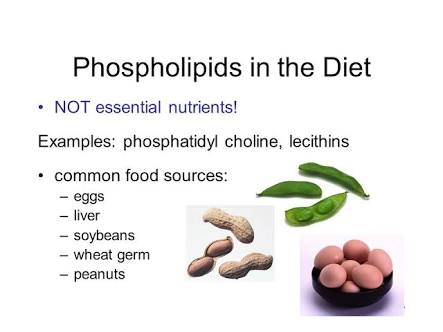 Phospholipids in the Diet
• NOT essential nutrients!
Examples: phosphatidyl choline, lecithins
• common food sources:
– eggs
– liver
– soybeans
– wheat germ
– peanuts